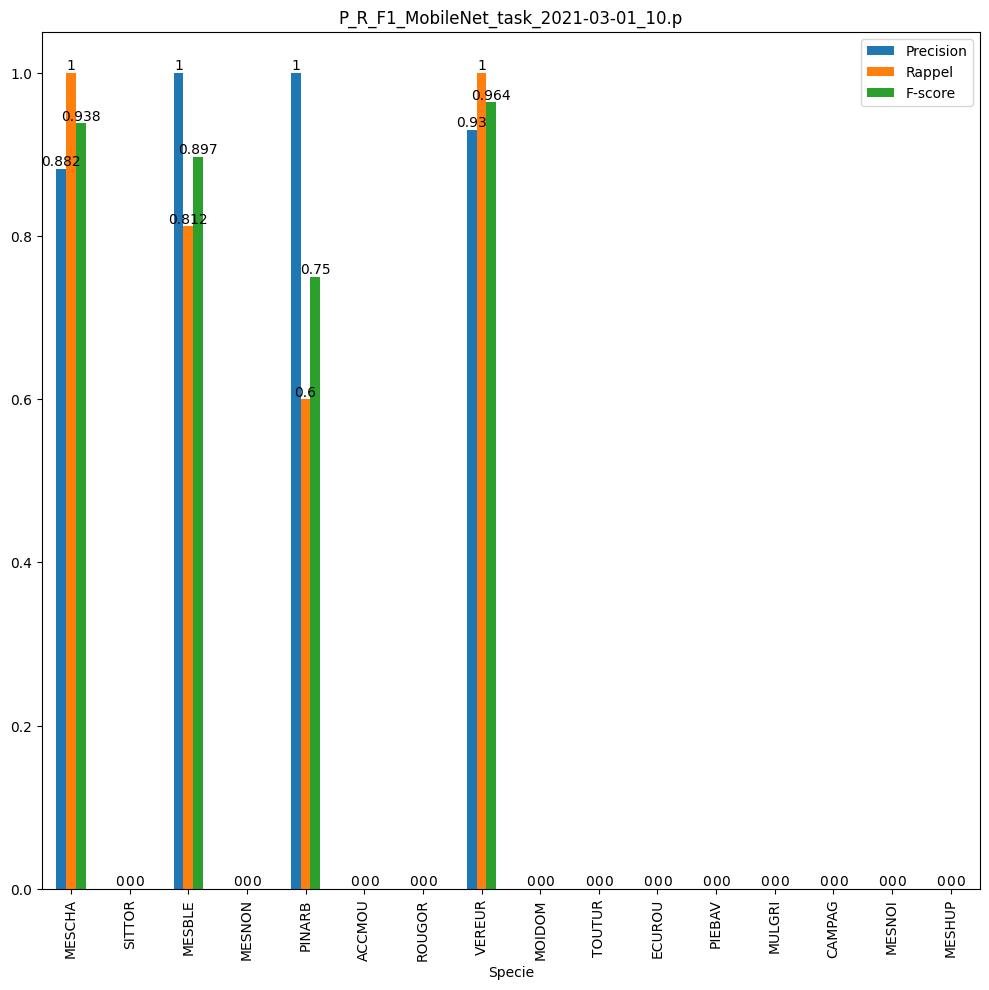 P_R_F1_MobileNet_task_2021-03-01_10.p
Precision
Rappel
F-score
1.0
0.8
0.6
0.4
0.2
0.0
0.882
1
0.938
0 0 0
1
0.812
0.897
0 0 0
1
0.6
0.75
0 0 0
0 0 0
0.93
1
0.964
0 0 0
0 0 0
0 0 0
0 0 0
0 0 0
0 0 0
0 0 0
0 0 0
MESCHA
SITTOR
MESBLE
MESNON
PINARB
ACCMOU
ROUGOR
VEREUR
MOIDOM
TOUTUR
ECUROU
PIEBAV
MULGRI
CAMPAG
MESNOI
MESHUP
Specie